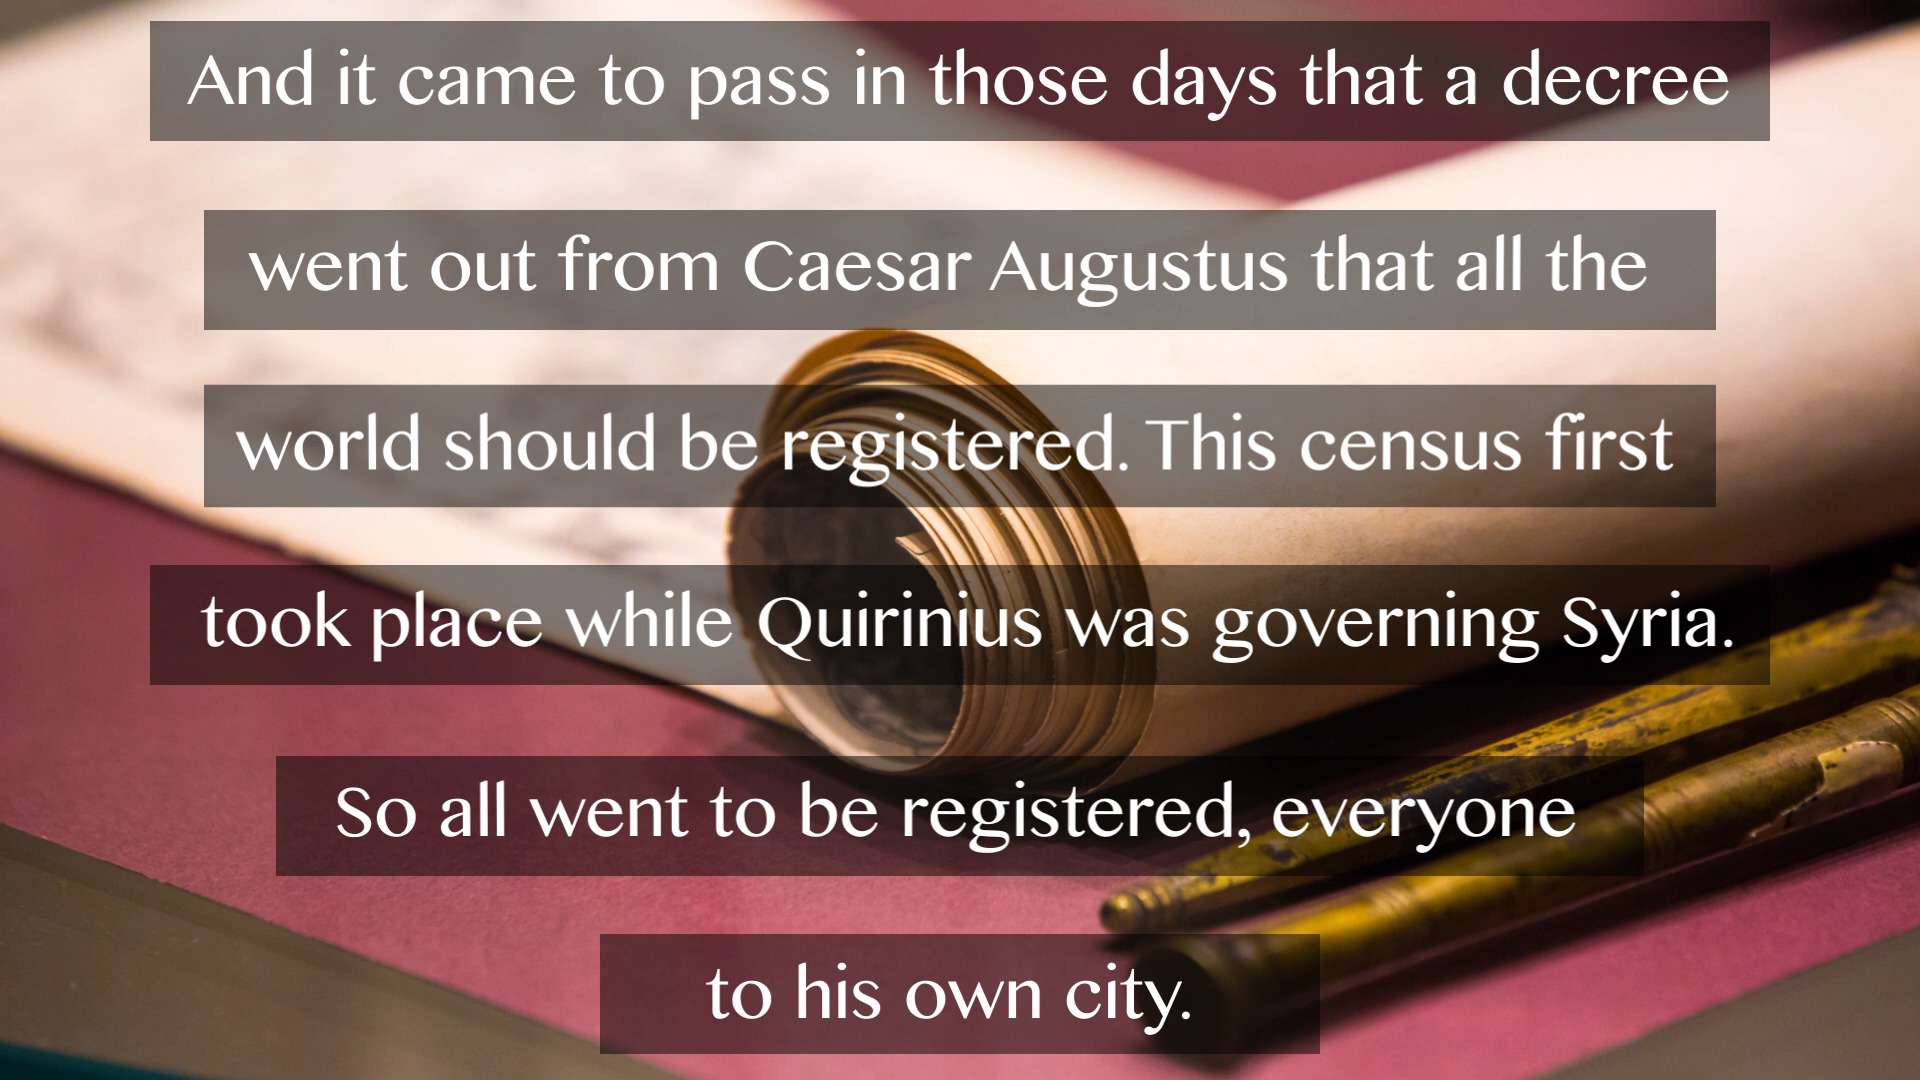 And it came to pass in those days that a decree
went out from Caesar Augustus that all the
world should be registered. This census first
took place while Quirinius was governing Syria.
So all went to be registered, everyone
to his own city.